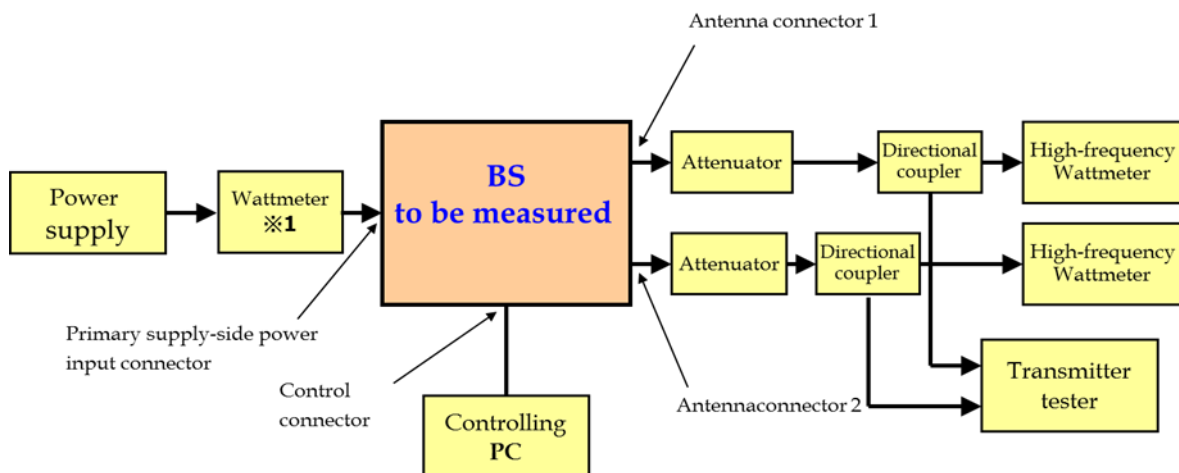 Antenna connector 1
BS
to be measured
Power
supply
Wattmeter
※1
Attenuator
Directional
coupler
High-frequency
Wattmeter
Attenuator
Directional
coupler
High-frequency
Wattmeter
Primary supply-side power
input connector
Control
connector
Controlling
PC
Antennaconnector 2
Transmitter
tester